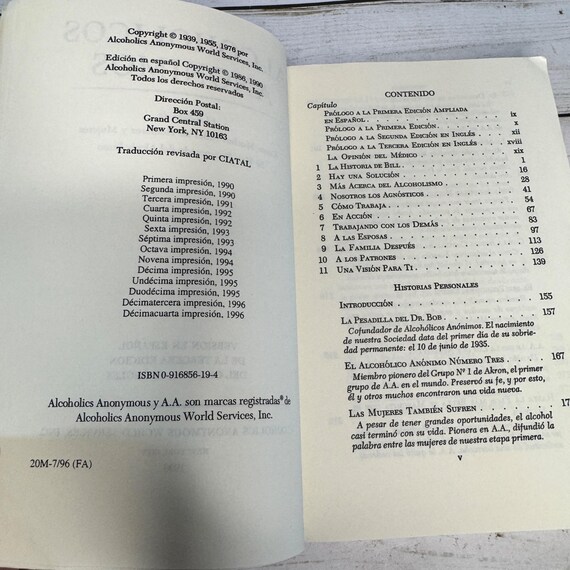 Copyright © 1939, 1955, 1976 por
Alcoholics Anonymous World Services, Inc.
Edición en español Copyright © 1986, 1990
Alcoholics Anonymous World Services, Inc.
Todos los derechos reservados
Dirección Postal:
Box 459
Grand Central Station
New York, NY 10163
Traducción revisada por CIATAL
Primera impresión, 1990
Segunda impresión, 1990
Tercera impresión, 1991
Cuarta impresión, 1992
Quinta impresión, 1992
Sexta impresión, 1993
Séptima impresión, 1993
Octava impresión, 1994
Novena impresión, 1994
Décima impresión, 1995
Undécima impresión, 1995
Duodécima impresión, 1995
Décimatercera impresión, 1996
Décimacuarta impresión, 1996
ISBN 0-916856-19-4
Alcoholics Anonymous y A.A. son marcas registradas® de
Alcoholics Anonymous World Services, Inc.
20M-7/96 (FA)
CONTENIDO
Capítulo
PRÓLOGO A LA PRIMERA EDICIÓN AMPLIADA
EN ESPAÑOL . . . . . . . . . . ix
PRÓLOGO A LA PRIMERA EDICIÓN . . . . . . . x
PRÓLOGO A LA SEGUNDA EDICIÓN EN INGLÉS . . . xii
PRÓLOGO A LA TERCERA EDICIÓN EN INGLÉS . . . xviii
LA OPINIÓN DEL MÉDICO . . . . . . . . . xix
1 LA HISTORIA DE BILL . . . . . . . . . . 1
2 HAY UNA SOLUCIÓN . . . . . . . . . . 16
3 MÁS ACERCA DEL ALCOHOLISMO . . . . . . . 28
4 NOSOTROS LOS AGNÓSTICOS . . . . . . . . 41
5 CÓMO TRABAJA . . . . . . . . . . . 54
6 EN ACCIÓN . . . . . . . . . . . . 67
7 TRABAJANDO CON LOS DEMÁS . . . . . . . . 83
8 A LAS ESPOSAS . . . . . . . . . . . 97
9 LA FAMILIA DESPUÉS . . . . . . . . . . 113
10 A LOS PATRONES . . . . . . . . . . . 126
11 UNA VISIÓN PARA TI . . . . . . . . . . 139
HISTORIAS PERSONALES
INTRODUCCIÓN . . . . . . . . . . . . 155
LA PESADILLA DEL DR. BOB . . . . . . . . . 157
Cofundador de Alcohólicos Anónimos. El nacimiento
de nuestra Sociedad data del primer día de su sobrie-
dad permanente: el 10 de junio de 1935.
EL ALCOHÓLICO ANÓNIMO NÚMERO TRES . . . . . 167
Miembro pionero del Grupo Nº 1 de Akron, el primer
grupo de A.A. en el mundo. Preservó su fe, y por esto,
él y otros muchos encontraron una vida nueva.
LAS MUJERES TAMBIÉN SUFREN . . . . . . . . 17
A pesar de tener grandes oportunidades, el alcohol
casi terminó con su vida. Pionera en A.A., difundió la
palabra entre las mujeres de nuestra etapa primera.
v